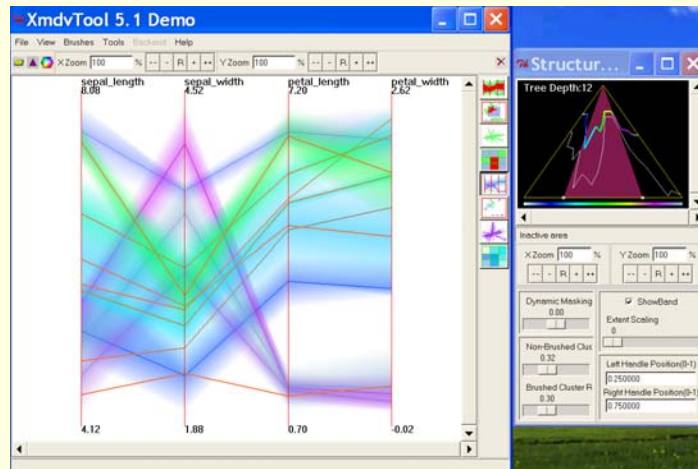 XmdvTool 5.1 Demo
File View Brushes Tools Backend Help
X Zoom 100 % -- - R + ++ Y Zoom 100 % -- - R + ++
sepal_length sepal_width petal_length petal_width
8.08 4.52 7.20 2.62
4.12 1.88 0.70 -0.02
Structur...
Tree Depth:12
Inactive area
X Zoom 100 % Y Zoom 100 %
-- - R + ++ -- - R + ++
Dynamic Masking
0.00
Non-Brushed Clus
0.32
Brushed Cluster R
0.30
ShowBand
Extent Scaling
0
Left Handle Position(0-1)
0.250000
Right Handle Position(0-1)
0.750000